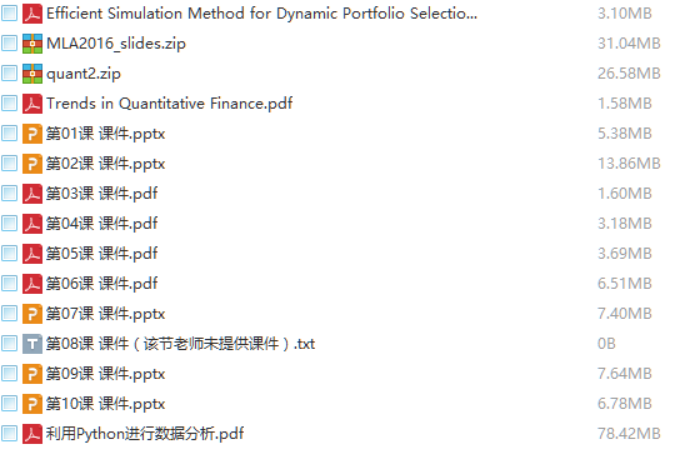 Efficient Simulation Method for Dynamic Portfolio Selectio... 3.10MB
MLA2016_slides.zip 31.04MB
quant2.zip 26.58MB
Trends in Quantitative Finance.pdf 1.58MB
第01课 课件.pptx 5.38MB
第02课 课件.pptx 13.86MB
第03课 课件.pdf 1.60MB
第04课 课件.pdf 3.18MB
第05课 课件.pdf 3.69MB
第06课 课件.pdf 6.51MB
第07课 课件.pptx 7.40MB
第08课 课件（该节老师未提供课件）.txt 0B
第09课 课件.pptx 7.64MB
第10课 课件.pptx 6.78MB
利用Python进行数据分析.pdf 78.42MB